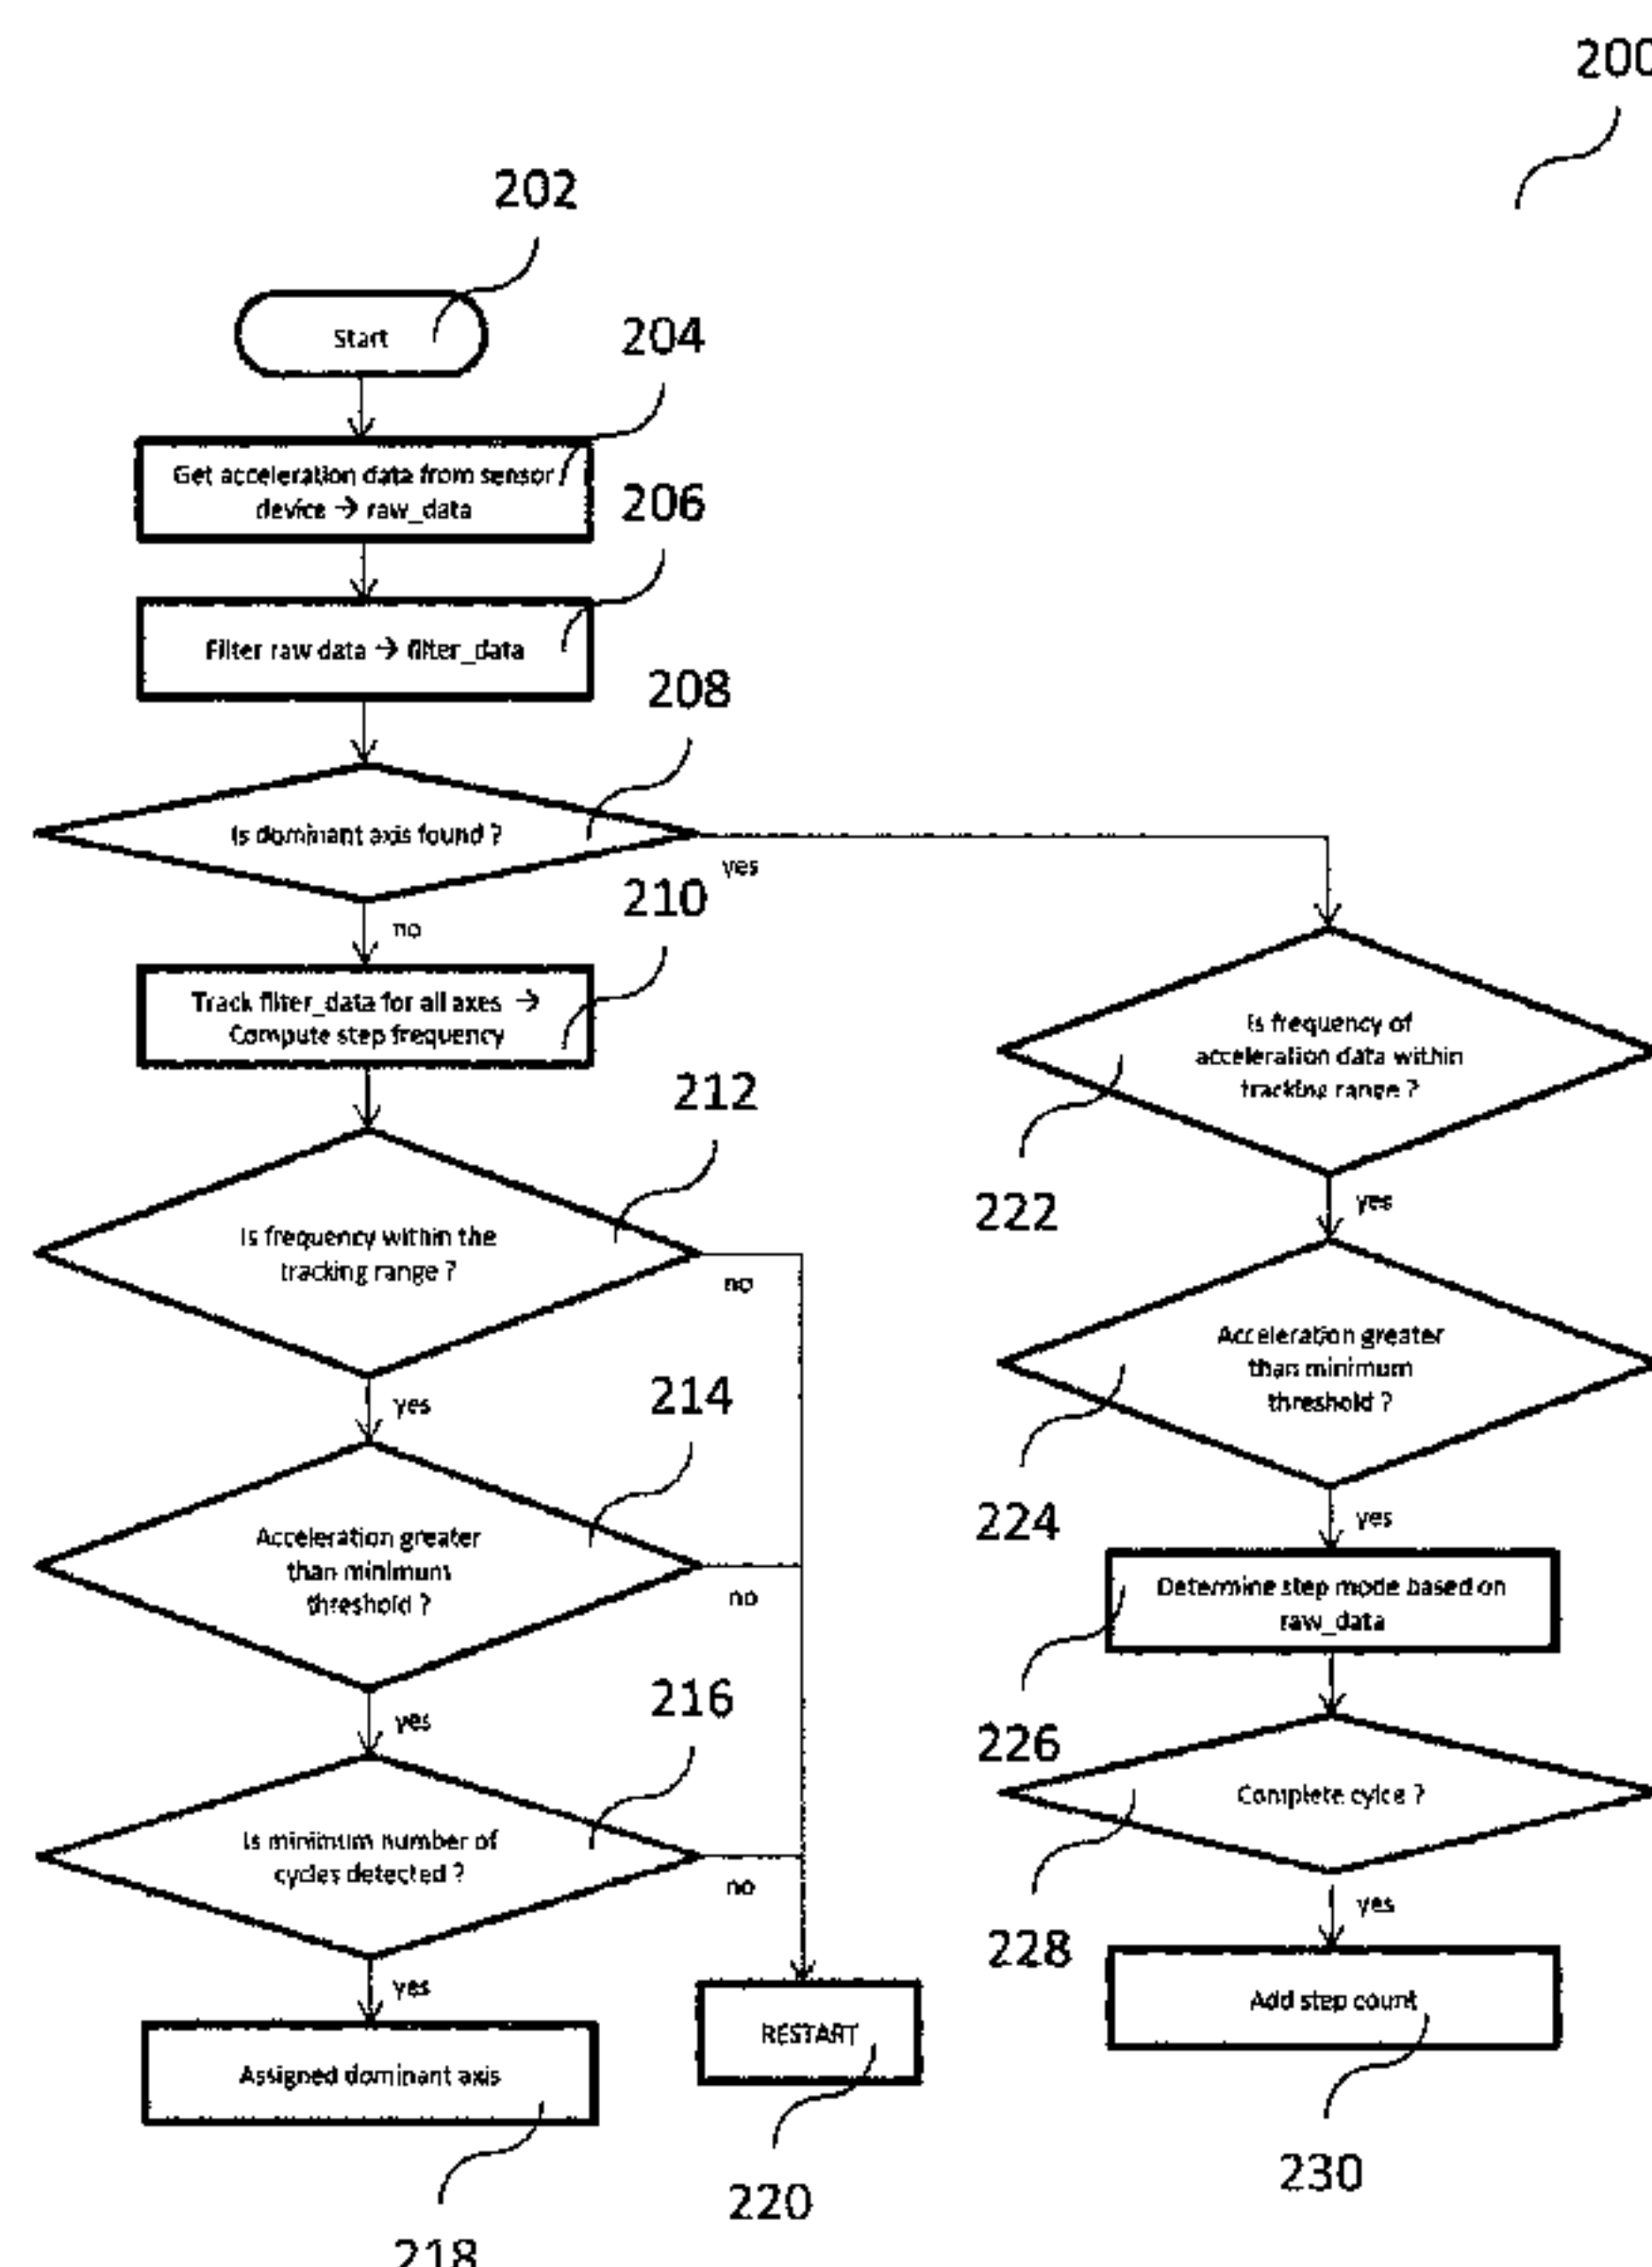 200
202
Start
204
Get acceleration data from sensor
device → raw_data
206
Filter raw data → filter_data
208
Is dominant axis found ?
yes
no
210
Track filter_data for all axes →
Compute step frequency
212
Is frequency within the
tracking range ?
no
yes
214
Acceleration greater
than minimum
threshold ?
no
yes
216
Is minimum number of
cycles detected ?
no
yes
Assigned dominant axis
218
RESTART
220
Is frequency of
acceleration data within
tracking range ?
222
yes
Acceleration greater
than minimum
threshold ?
224
yes
Determine step mode based on
raw_data
226
Complete cylce ?
228
yes
Add step count
230